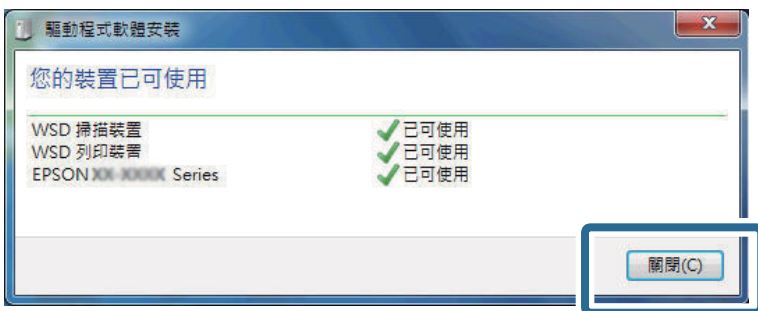 驅動程式軟體安裝
您的裝置已可使用
WSD 掃描裝置 已可使用
WSD 列印裝置 已可使用
EPSON Series 已可使用
關閉(C)